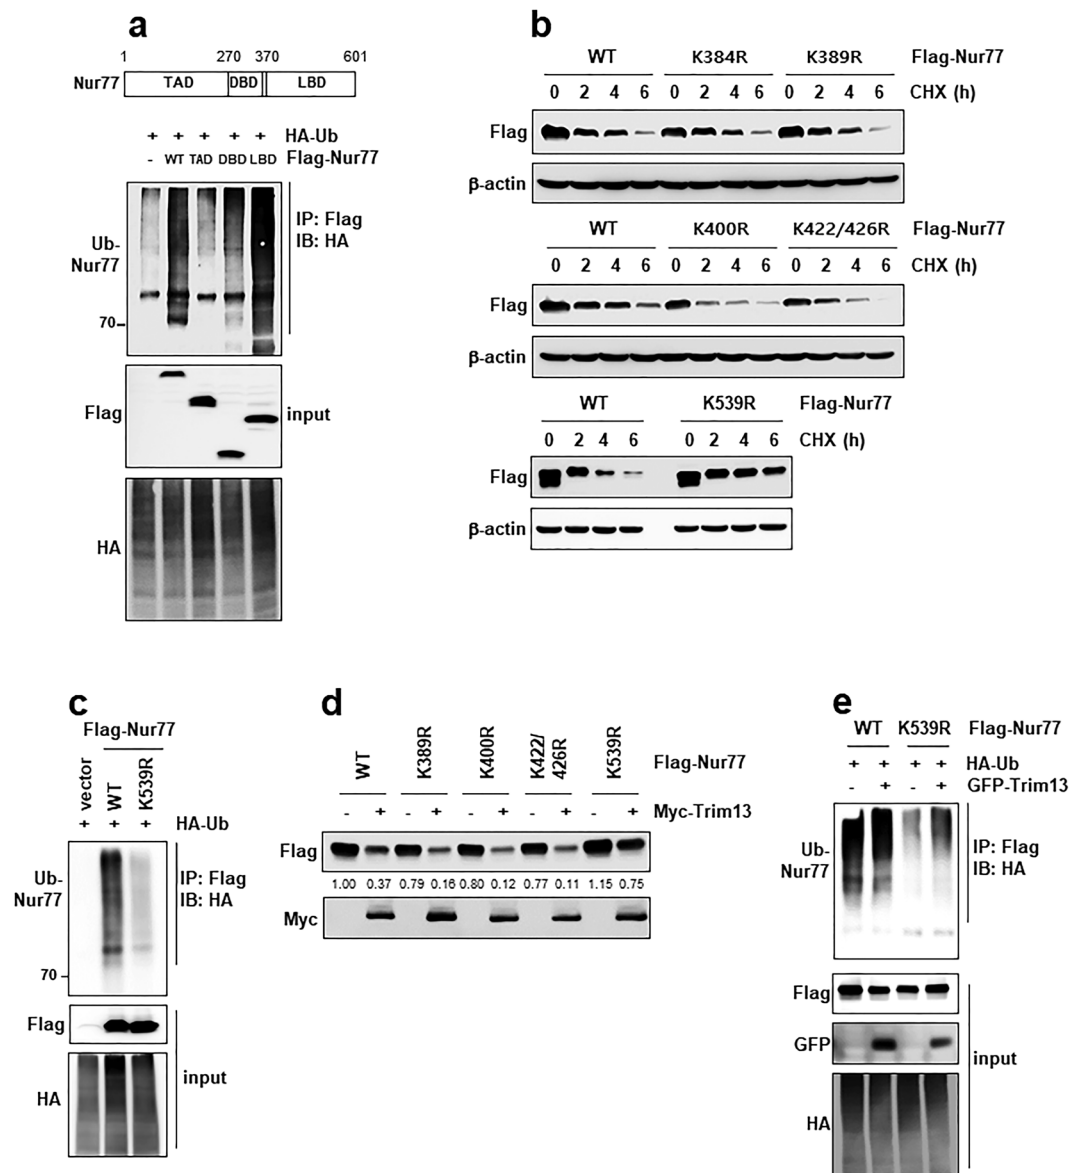 a
1 270 370 601
Nur77 TAD DBD LBD
+ + + + + HA-Ub
- WT TAD DBD LBD Flag-Nur77
Ub-
Nur77
IP: Flag
IB: HA
70
Flag
input
HA
b
WT K384R K389R Flag-Nur77
0 2 4 6 0 2 4 6 0 2 4 6 CHX (h)
Flag
β-actin
WT K400R K422/426R Flag-Nur77
0 2 4 6 0 2 4 6 0 2 4 6 CHX (h)
Flag
β-actin
WT K539R Flag-Nur77
0 2 4 6 0 2 4 6 CHX (h)
Flag
β-actin
c
Flag-Nur77
vector WT K539R
+ + + HA-Ub
Ub-
Nur77
IP: Flag
IB: HA
70
Flag
input
HA
d
WT K389R K400R K422/
426R K539R Flag-Nur77
- + - + - + - + - + Myc-Trim13
Flag
1.00 0.37 0.79 0.16 0.80 0.12 0.77 0.11 1.15 0.75
Myc
e
WT K539R Flag-Nur77
+ + + + HA-Ub
- + - + GFP-Trim13
Ub-
Nur77
IP: Flag
IB: HA
Flag
GFP
input
HA